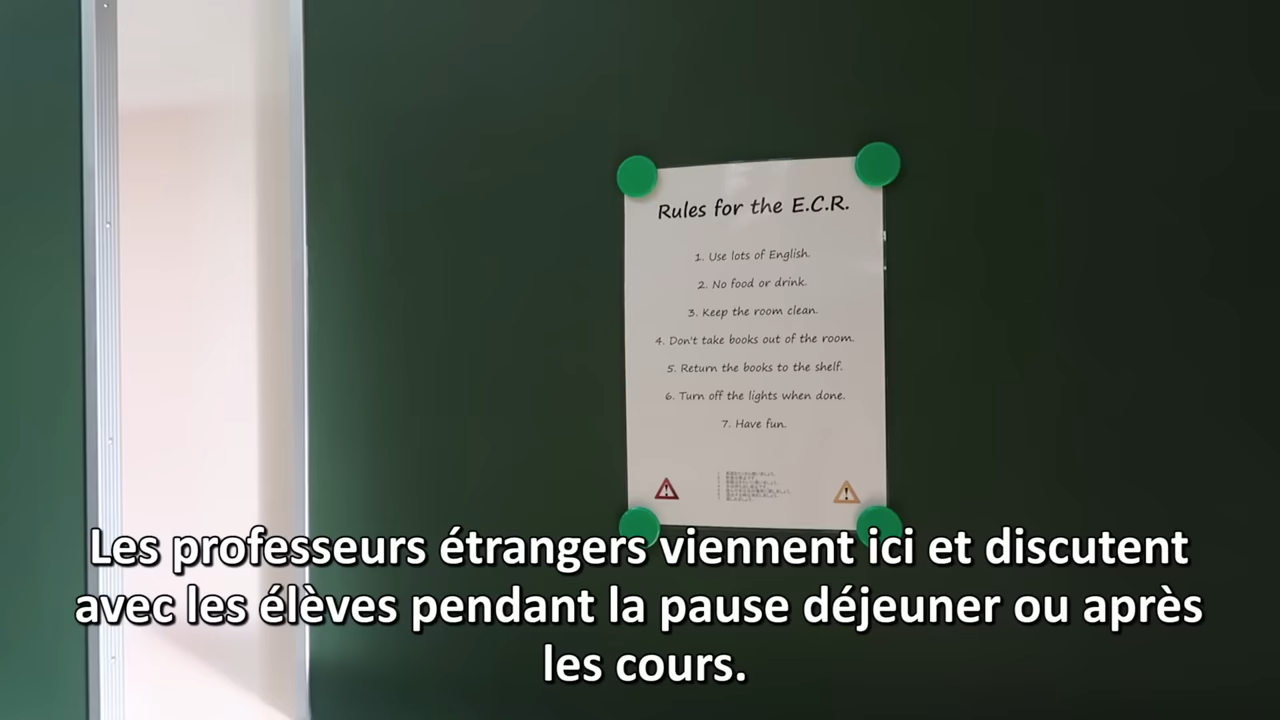 Rules for the E.C.R.
1. Use lots of English.
2. No food or drink.
3. Keep the room clean.
4. Don't take books out of the room.
5. Return the books to the shelf.
6. Turn off the lights when done.
7. Have fun.
Les professeurs étrangers viennent ici et discutent
avec les élèves pendant la pause déjeuner ou après
les cours.